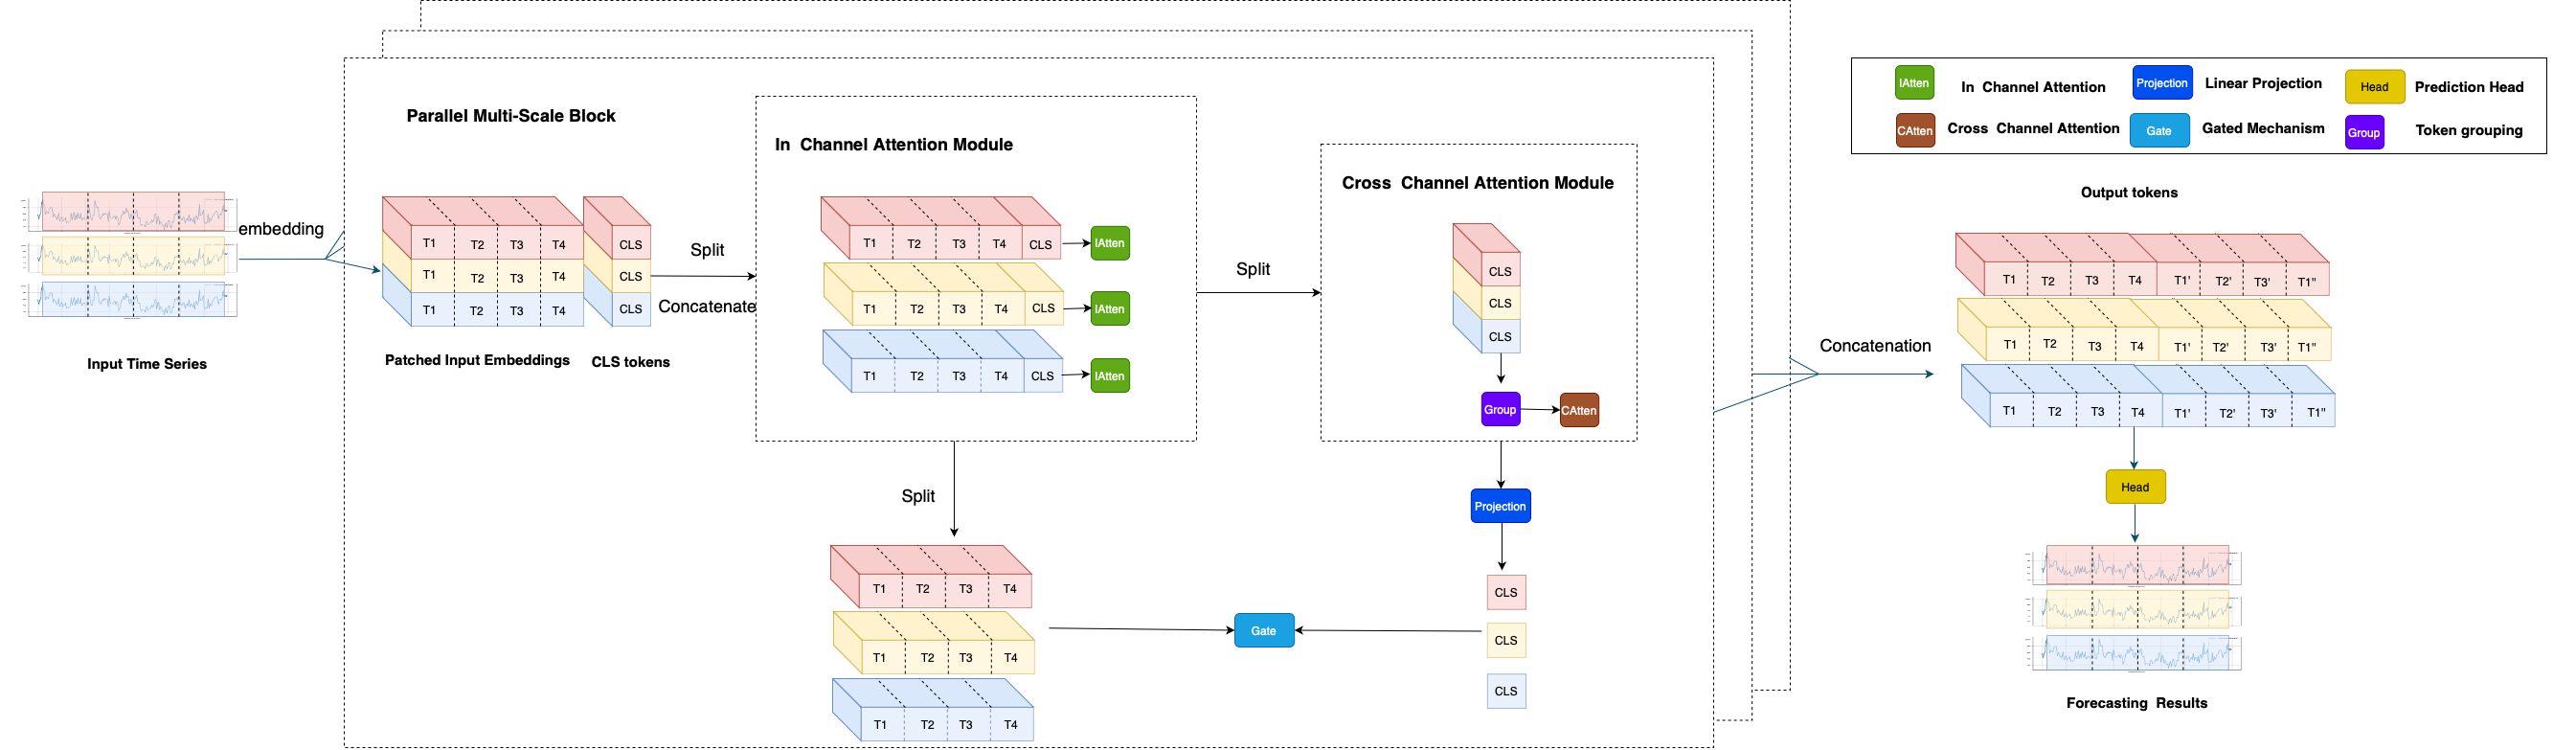 Parallel Multi-Scale Block
In Channel Attention Module
Cross Channel Attention Module
IAtten
In Channel Attention
Projection
Linear Projection
Head
Prediction Head
CAtten
Cross Channel Attention
Gate
Gated Mechanism
Group
Token grouping
embedding
Input Time Series
T1 T2 T3 T4 CLS
T1 T2 T3 T4 CLS
T1 T2 T3 T4 CLS
Patched Input Embeddings
CLS tokens
Split
Concatenate
T1 T2 T3 T4 CLS IAtten
T1 T2 T3 T4 CLS IAtten
T1 T2 T3 T4 CLS IAtten
Split
CLS
CLS
CLS
Group
CAtten
Split
Projection
T1 T2 T3 T4
T1 T2 T3 T4
T1 T2 T3 T4
Gate
CLS
CLS
CLS
Concatenation
Output tokens
T1 T2 T3 T4 T1' T2' T3' T1"
T1 T2 T3 T4 T1' T2' T3' T1"
T1 T2 T3 T4 T1' T2' T3' T1"
Head
Forecasting Results